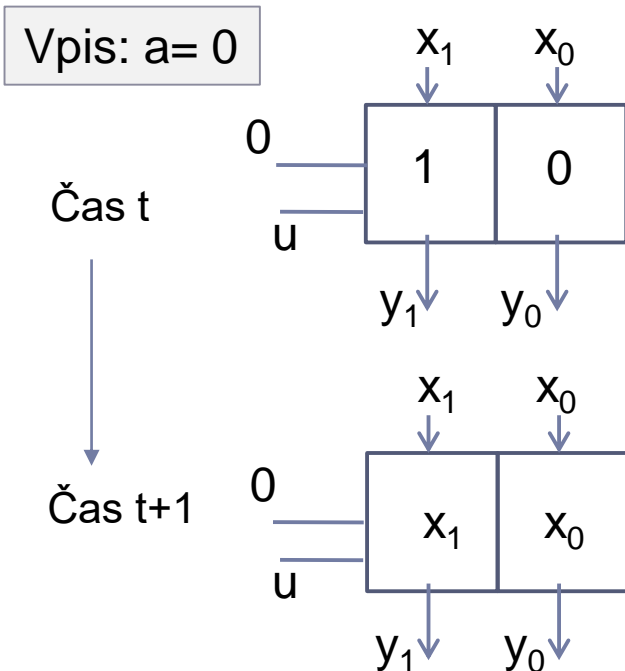 Vpis: a= 0
x₁ x₀
0
1 0
Čas t
u
y₁ y₀
x₁ x₀
0
Čas t+1
x₁ x₀
u
y₁ y₀